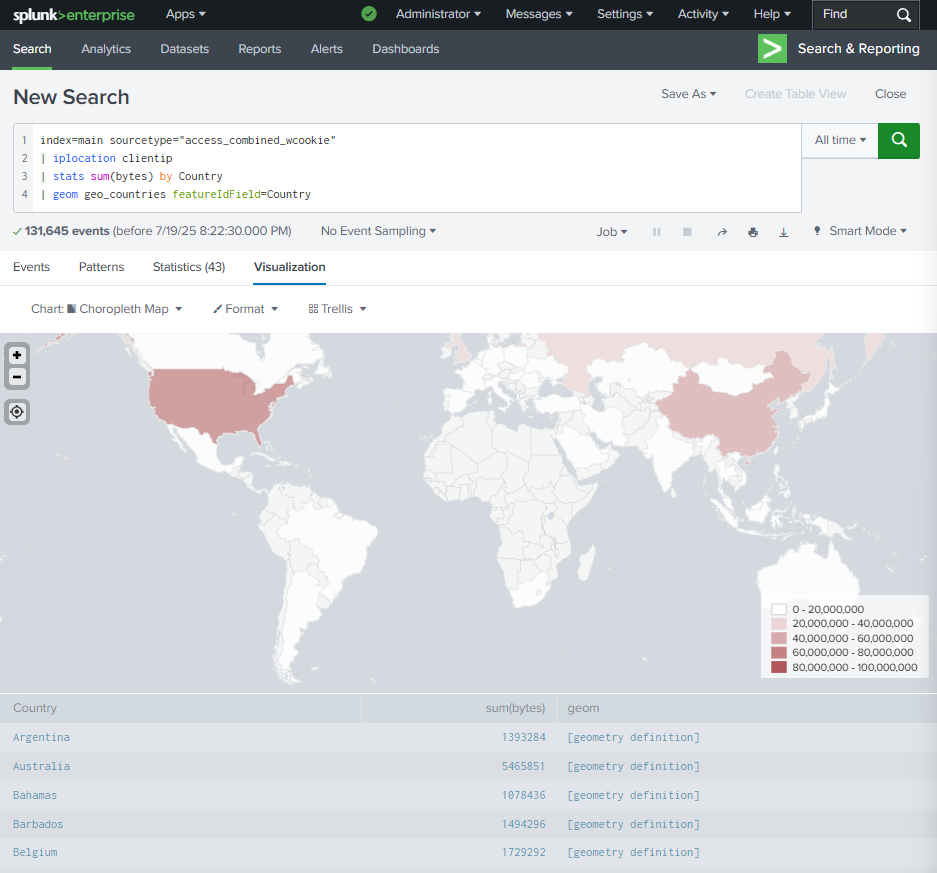 splunk>enterprise Apps Administrator Messages Settings Activity Help Find
Search Analytics Datasets Reports Alerts Dashboards > Search & Reporting
New Search Save As Create Table View Close
1 index=main sourcetype="access_combined_wcookie"
2 | iplocation clientip
3 | stats sum(bytes) by Country
4 | geom geo_countries featureIdField=Country
All time
131,645 events (before 7/19/25 8:22:30.000 PM) No Event Sampling Job Smart Mode
Events Patterns Statistics (43) Visualization
Chart: Choropleth Map Format Trellis
+
−
0 - 20,000,000
20,000,000 - 40,000,000
40,000,000 - 60,000,000
60,000,000 - 80,000,000
80,000,000 - 100,000,000
Country sum(bytes) geom
Argentina 1393284 [geometry definition]
Australia 5465851 [geometry definition]
Bahamas 1078436 [geometry definition]
Barbados 1494296 [geometry definition]
Belgium 1729292 [geometry definition]